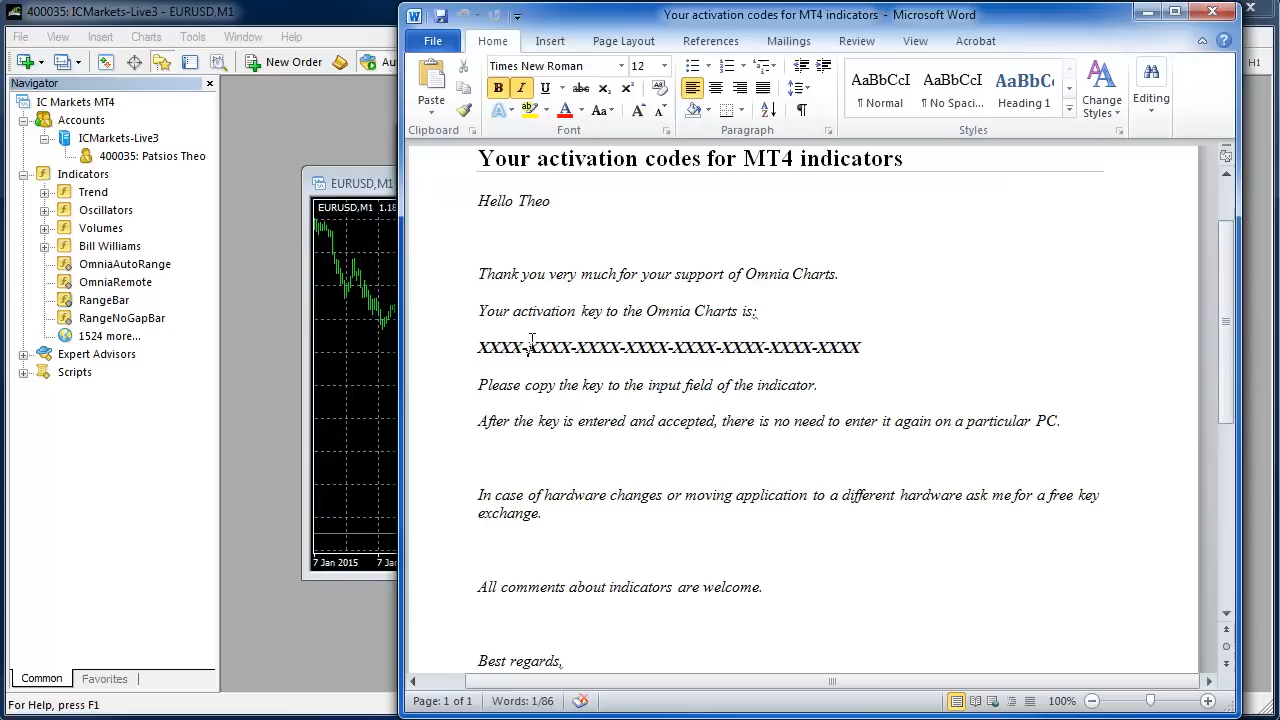 400035: ICMarkets-Live3 - EURUSD,M1
File View Insert Charts Tools Window Help
New Order
H1
Navigator
IC Markets MT4
Accounts
ICMarkets-Live3
400035: Patsios Theo
Indicators
Trend
Oscillators
Volumes
Bill Williams
OmniaAutoRange
OmniaRemote
RangeBar
RangeNoGapBar
1524 more...
Expert Advisors
Scripts
Common Favorites
For Help, press F1
EURUSD,M1
EURUSD,M1 1.18
7 Jan 2015
Your activation codes for MT4 indicators - Microsoft Word
File Home Insert Page Layout References Mailings Review View Acrobat
Times New Roman 12
Paste
B I U abc X₂ X²
A Aa A A
Clipboard Font Paragraph Styles
AaBbCcI AaBbCcI AaBbCc
¶ Normal ¶ No Spaci... Heading 1
Change Styles
Editing
Your activation codes for MT4 indicators
Hello Theo
Thank you very much for your support of Omnia Charts.
Your activation key to the Omnia Charts is:
XXXX-XXXX-XXXX-XXXX-XXXX-XXXX-XXXX-XXXX
Please copy the key to the input field of the indicator.
After the key is entered and accepted, there is no need to enter it again on a particular PC.
In case of hardware changes or moving application to a different hardware ask me for a free key
exchange.
All comments about indicators are welcome.
Best regards,
Page: 1 of 1 Words: 1/86 100%